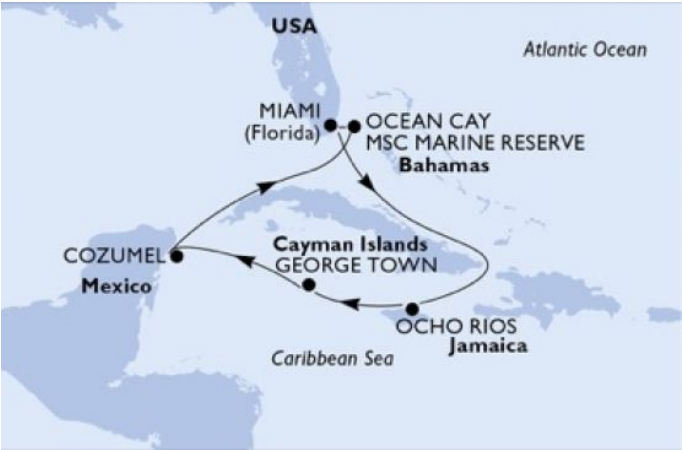 USA
Atlantic Ocean
MIAMI
(Florida)
OCEAN CAY
MSC MARINE RESERVE
Bahamas
Cayman Islands
GEORGE TOWN
COZUMEL
Mexico
OCHO RIOS
Jamaica
Caribbean Sea